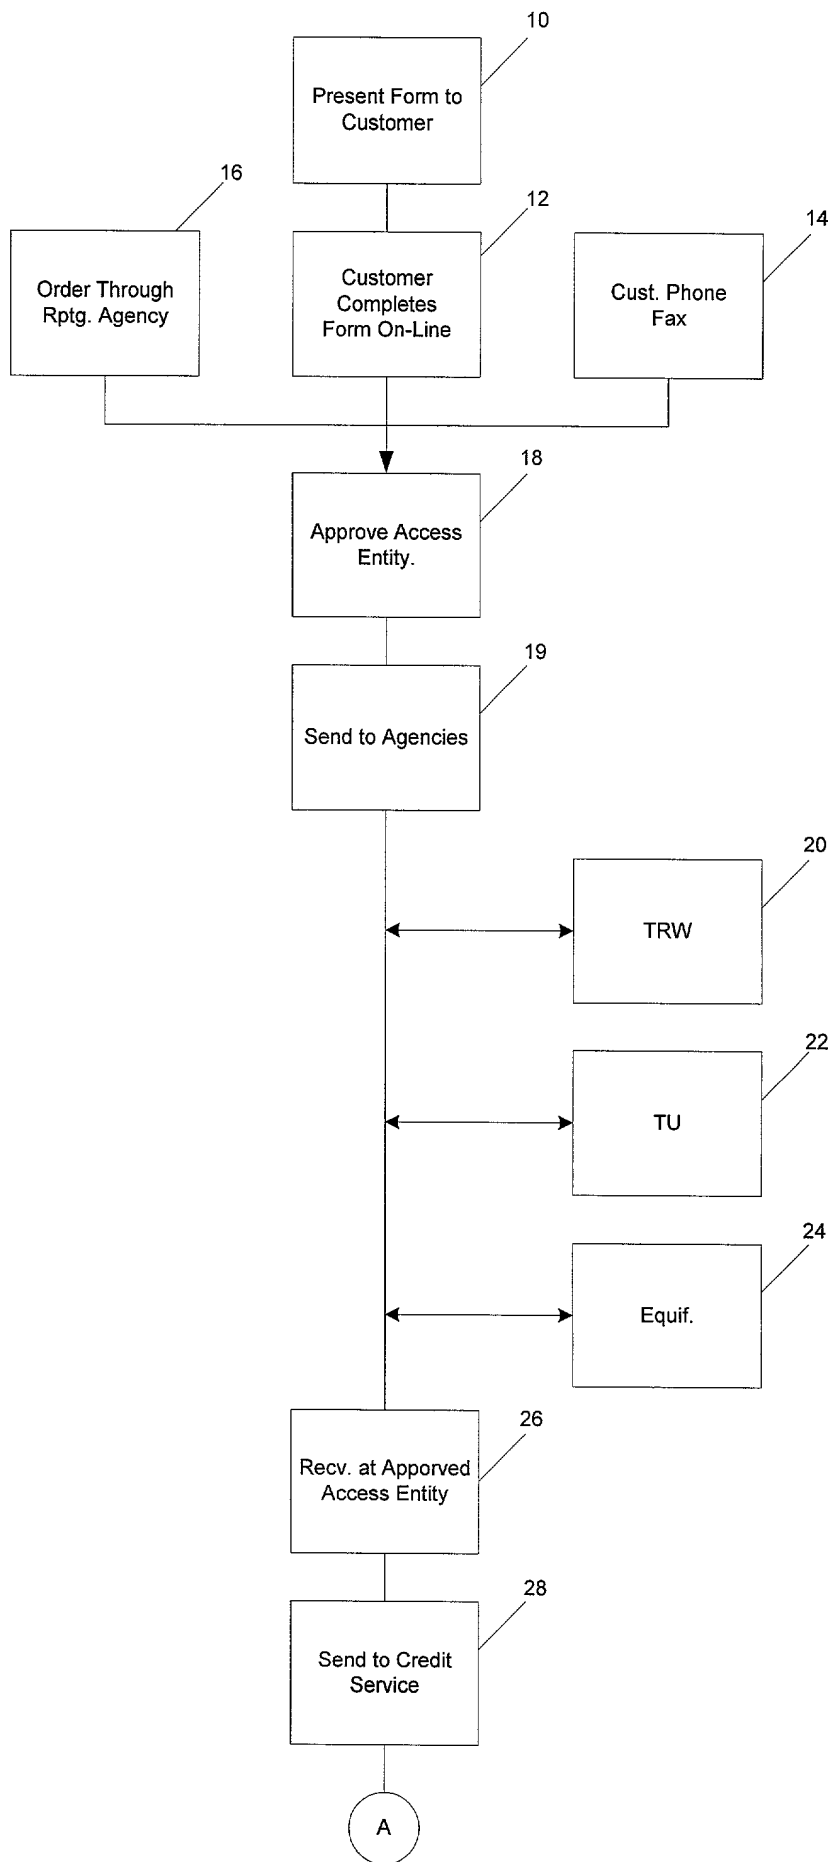 10
Present Form to
Customer
16
12
14
Order Through
Rptg. Agency
Customer
Completes
Form On-Line
Cust. Phone
Fax
18
Approve Access
Entity.
19
Send to Agencies
20
TRW
22
TU
24
Equif.
26
Recv. at Apporved
Access Entity
28
Send to Credit
Service
A